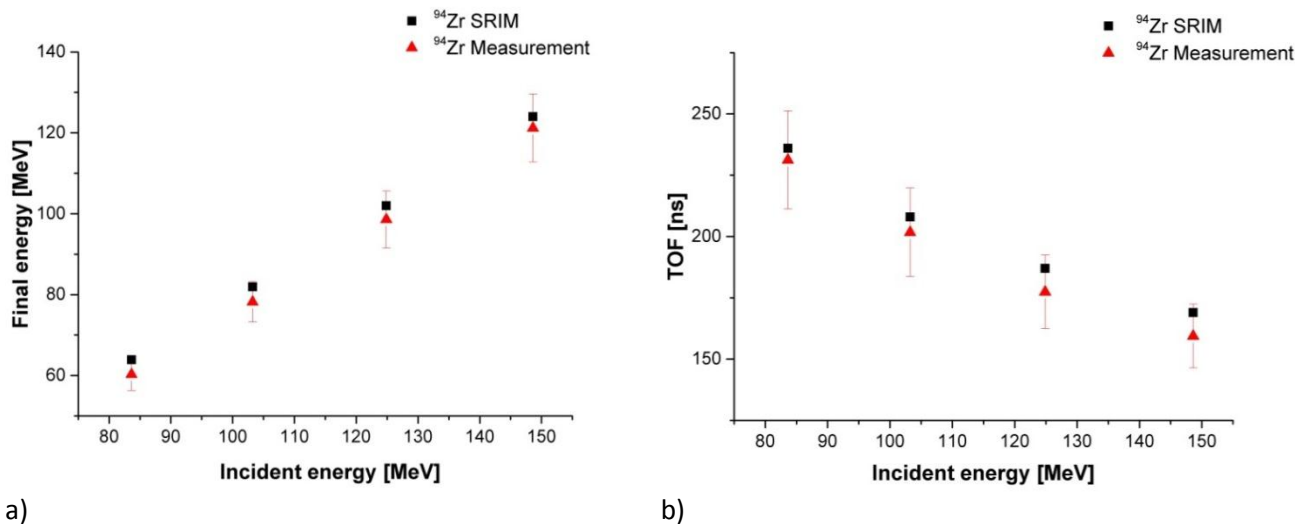 ⁹⁴Zr SRIM
⁹⁴Zr Measurement
140
120
100
80
60
Final energy [MeV]
80 90 100 110 120 130 140 150
Incident energy [MeV]
a)
⁹⁴Zr SRIM
⁹⁴Zr Measurement
250
200
150
TOF [ns]
80 90 100 110 120 130 140 150
Incident energy [MeV]
b)